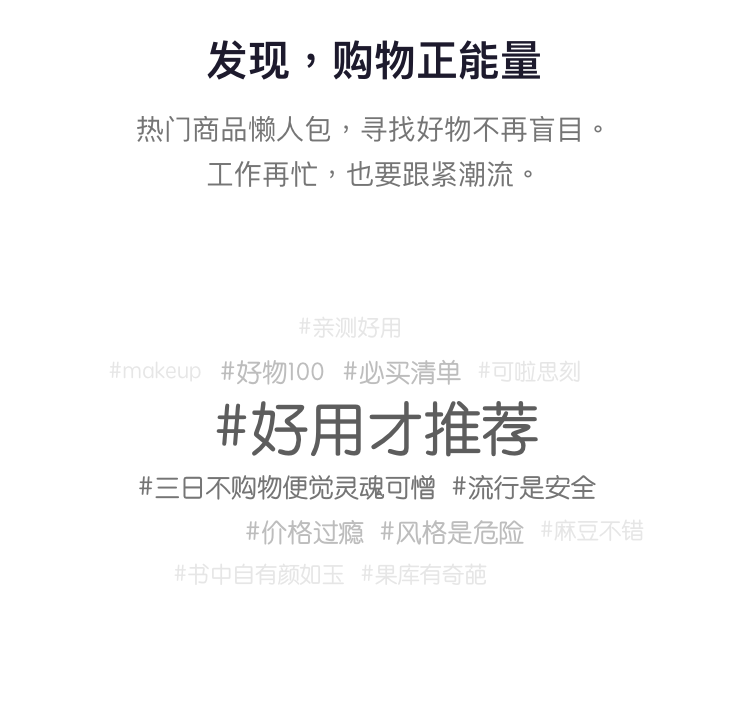 发现，购物正能量
热门商品懒人包，寻找好物不再盲目。
工作再忙，也要跟紧潮流。
#亲测好用
#makeup #好物100 #必买清单 #可啦思刻
#好用才推荐
#三日不购物便觉灵魂可憎 #流行是安全
#价格过瘾 #风格是危险 #麻豆不错
#书中自有颜如玉 #果库有奇葩